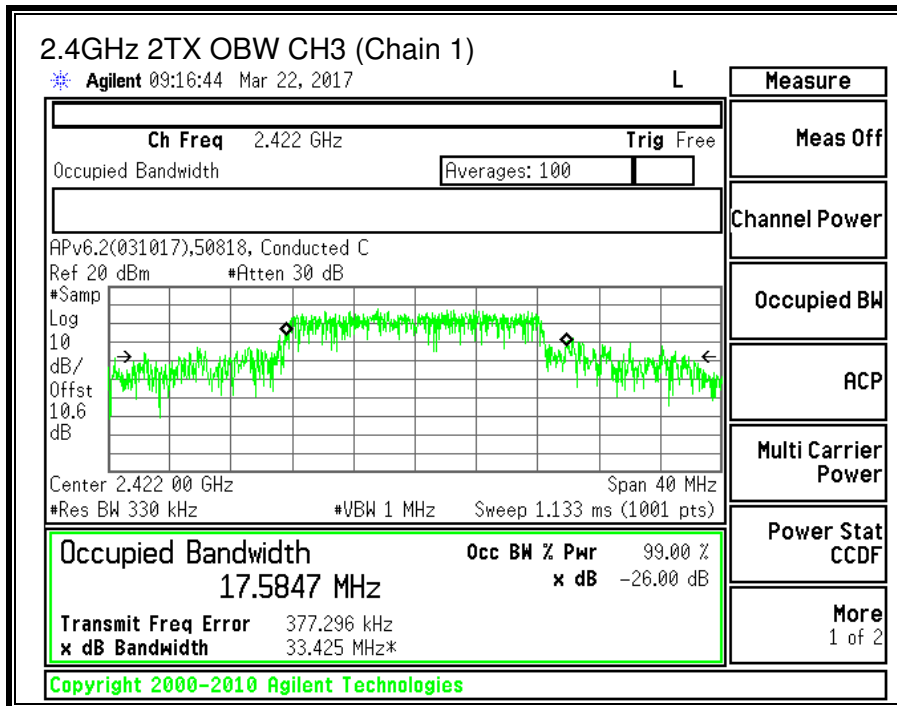 2.4GHz 2TX OBW CH3 (Chain 1)
Agilent 09:16:44 Mar 22, 2017 L
Measure
Ch Freq 2.422 GHz Trig Free
Occupied Bandwidth Averages: 100
APv6.2(031017),50818, Conducted C
Ref 20 dBm #Atten 30 dB
#Samp
Log
10
dB/
Offst
10.6
dB
Center 2.422 00 GHz Span 40 MHz
#Res BW 330 kHz #VBW 1 MHz Sweep 1.133 ms (1001 pts)
Occupied Bandwidth Occ BW % Pwr 99.00 %
17.5847 MHz x dB -26.00 dB
Transmit Freq Error 377.296 kHz
x dB Bandwidth 33.425 MHz*
Copyright 2000-2010 Agilent Technologies
Meas Off
Channel Power
Occupied BW
ACP
Multi Carrier
Power
Power Stat
CCDF
More
1 of 2